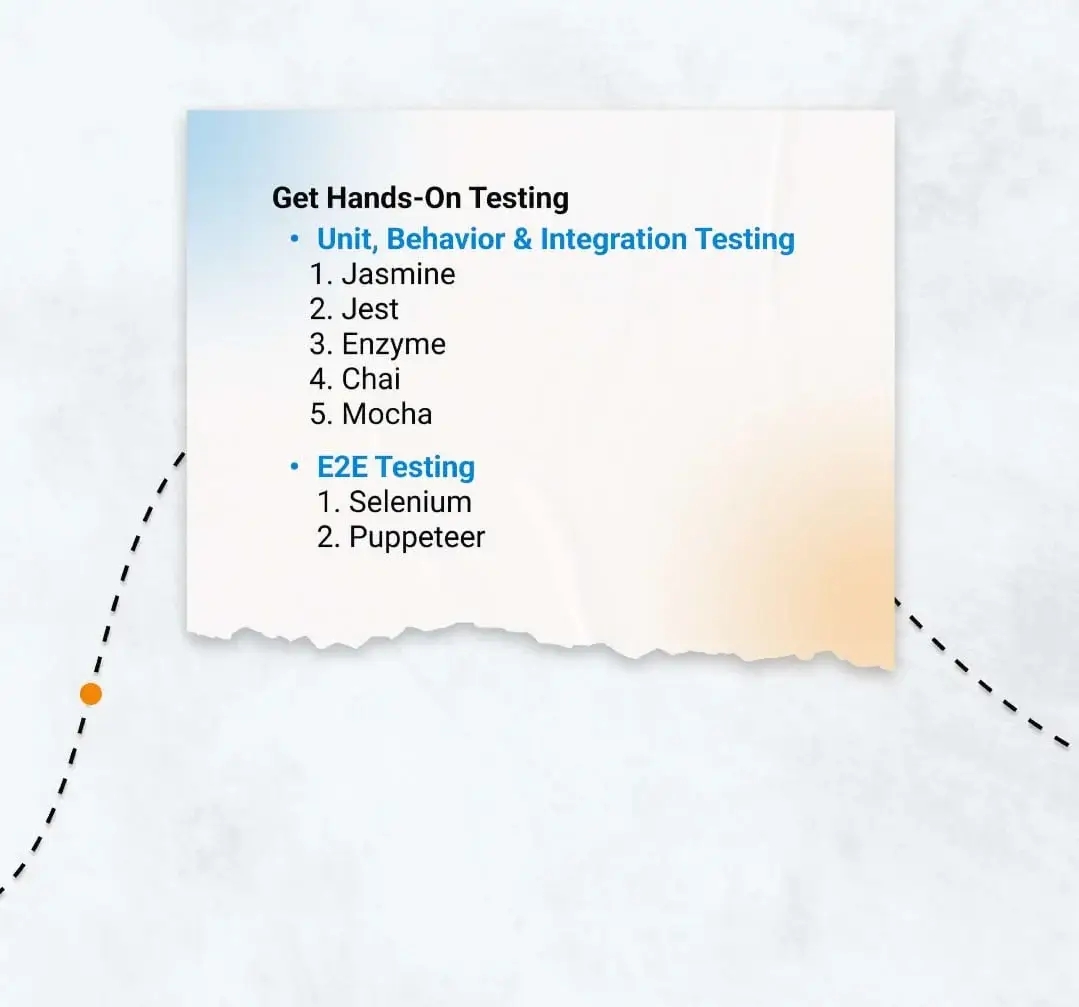 Get Hands-On Testing
• Unit, Behavior & Integration Testing
1. Jasmine
2. Jest
3. Enzyme
4. Chai
5. Mocha
• E2E Testing
1. Selenium
2. Puppeteer